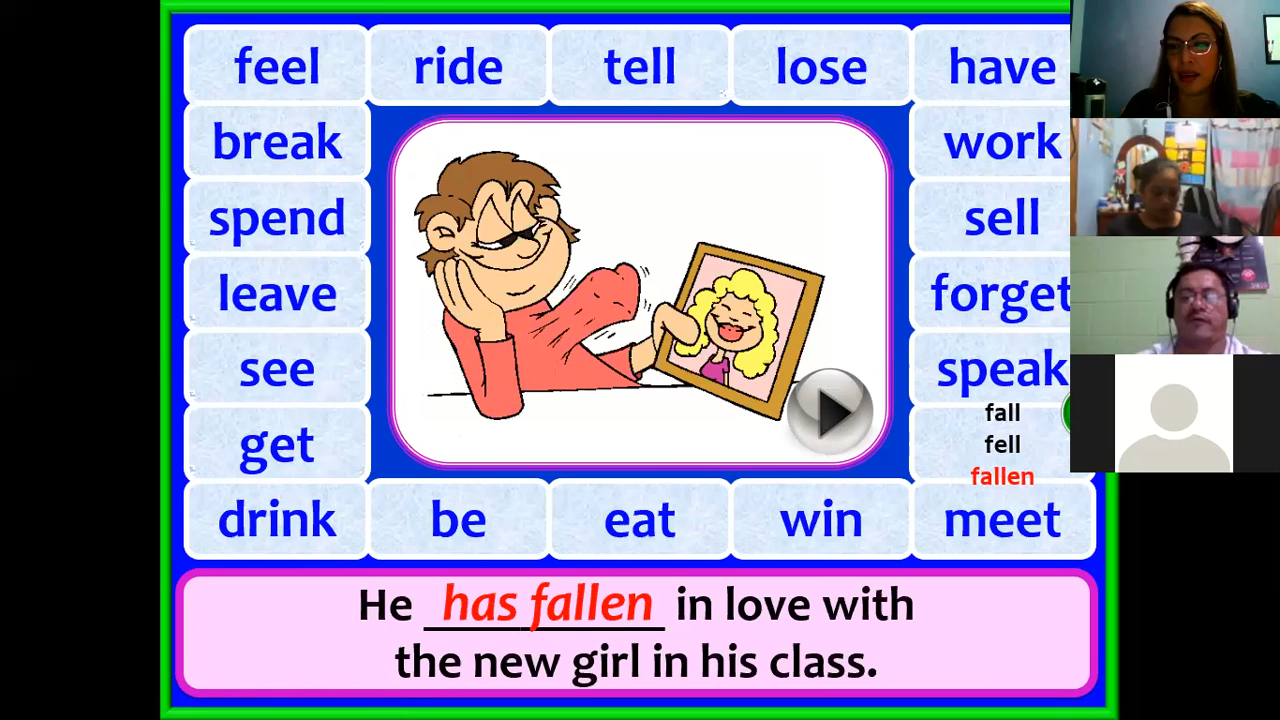 feel ride tell lose have
break work
spend sell
leave forget
see speak
fall
get fell
fallen
drink be eat win meet
He has fallen in love with
the new girl in his class.